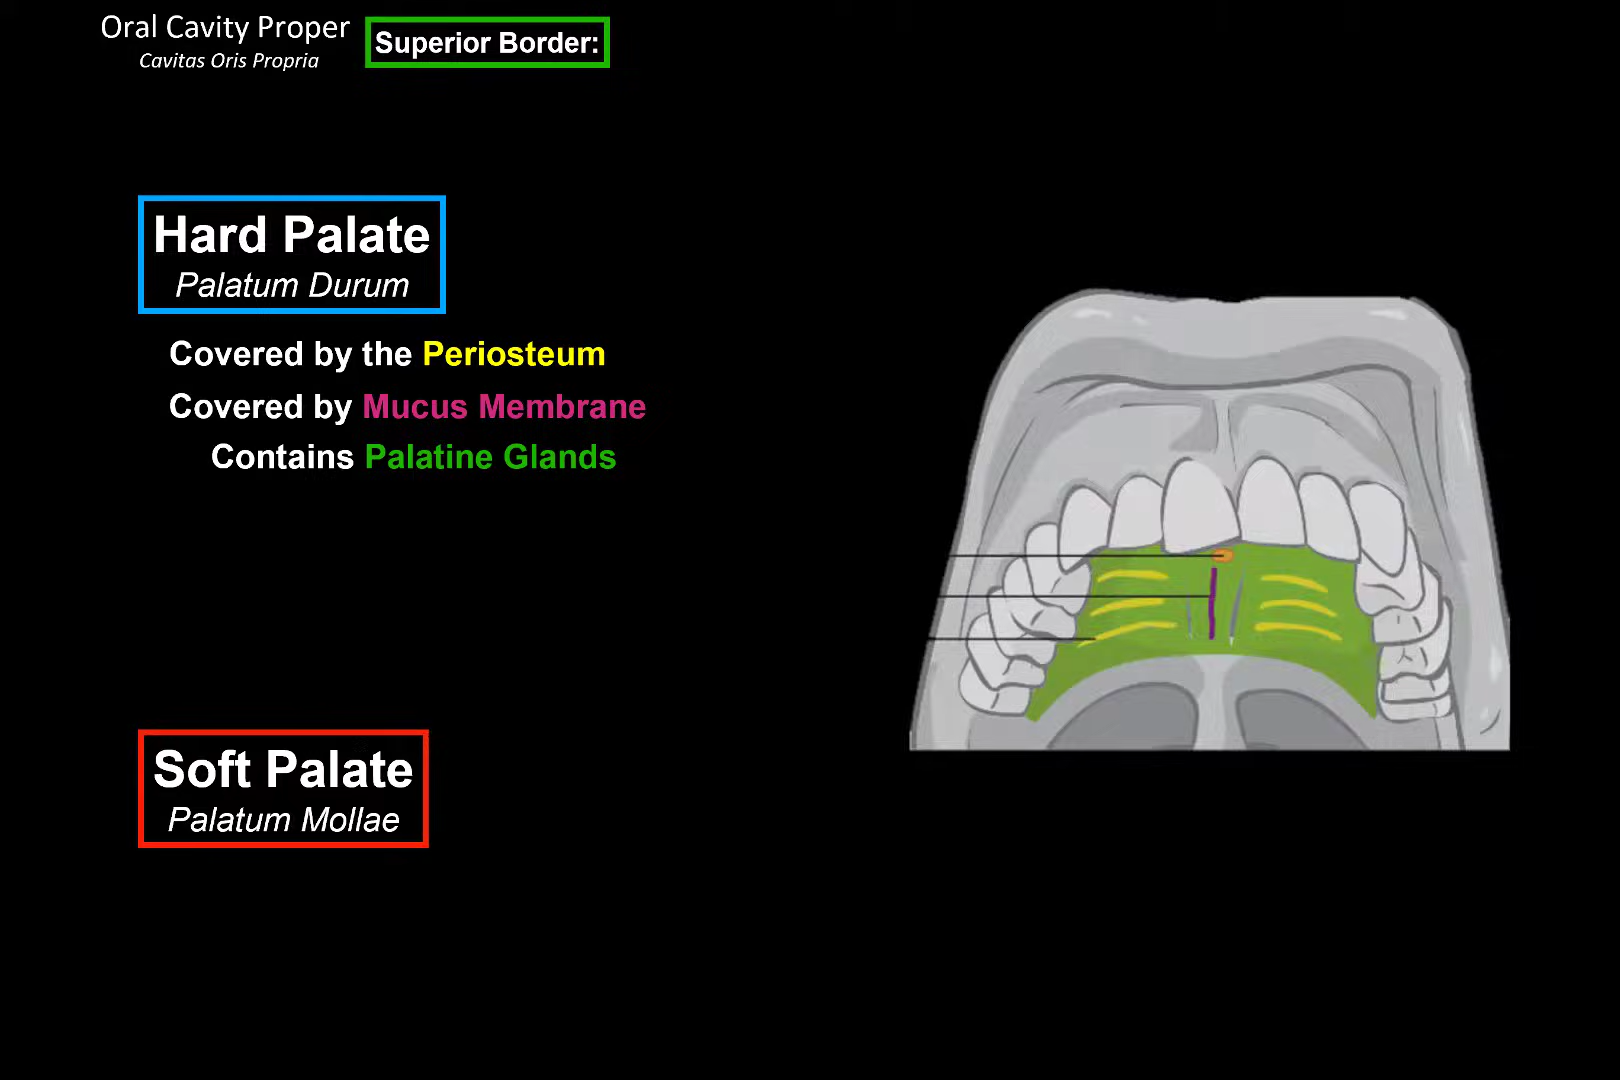 Oral Cavity Proper
Cavitas Oris Propria
Superior Border:
Hard Palate
Palatum Durum
Covered by the Periosteum
Covered by Mucus Membrane
Contains Palatine Glands
Soft Palate
Palatum Mollae